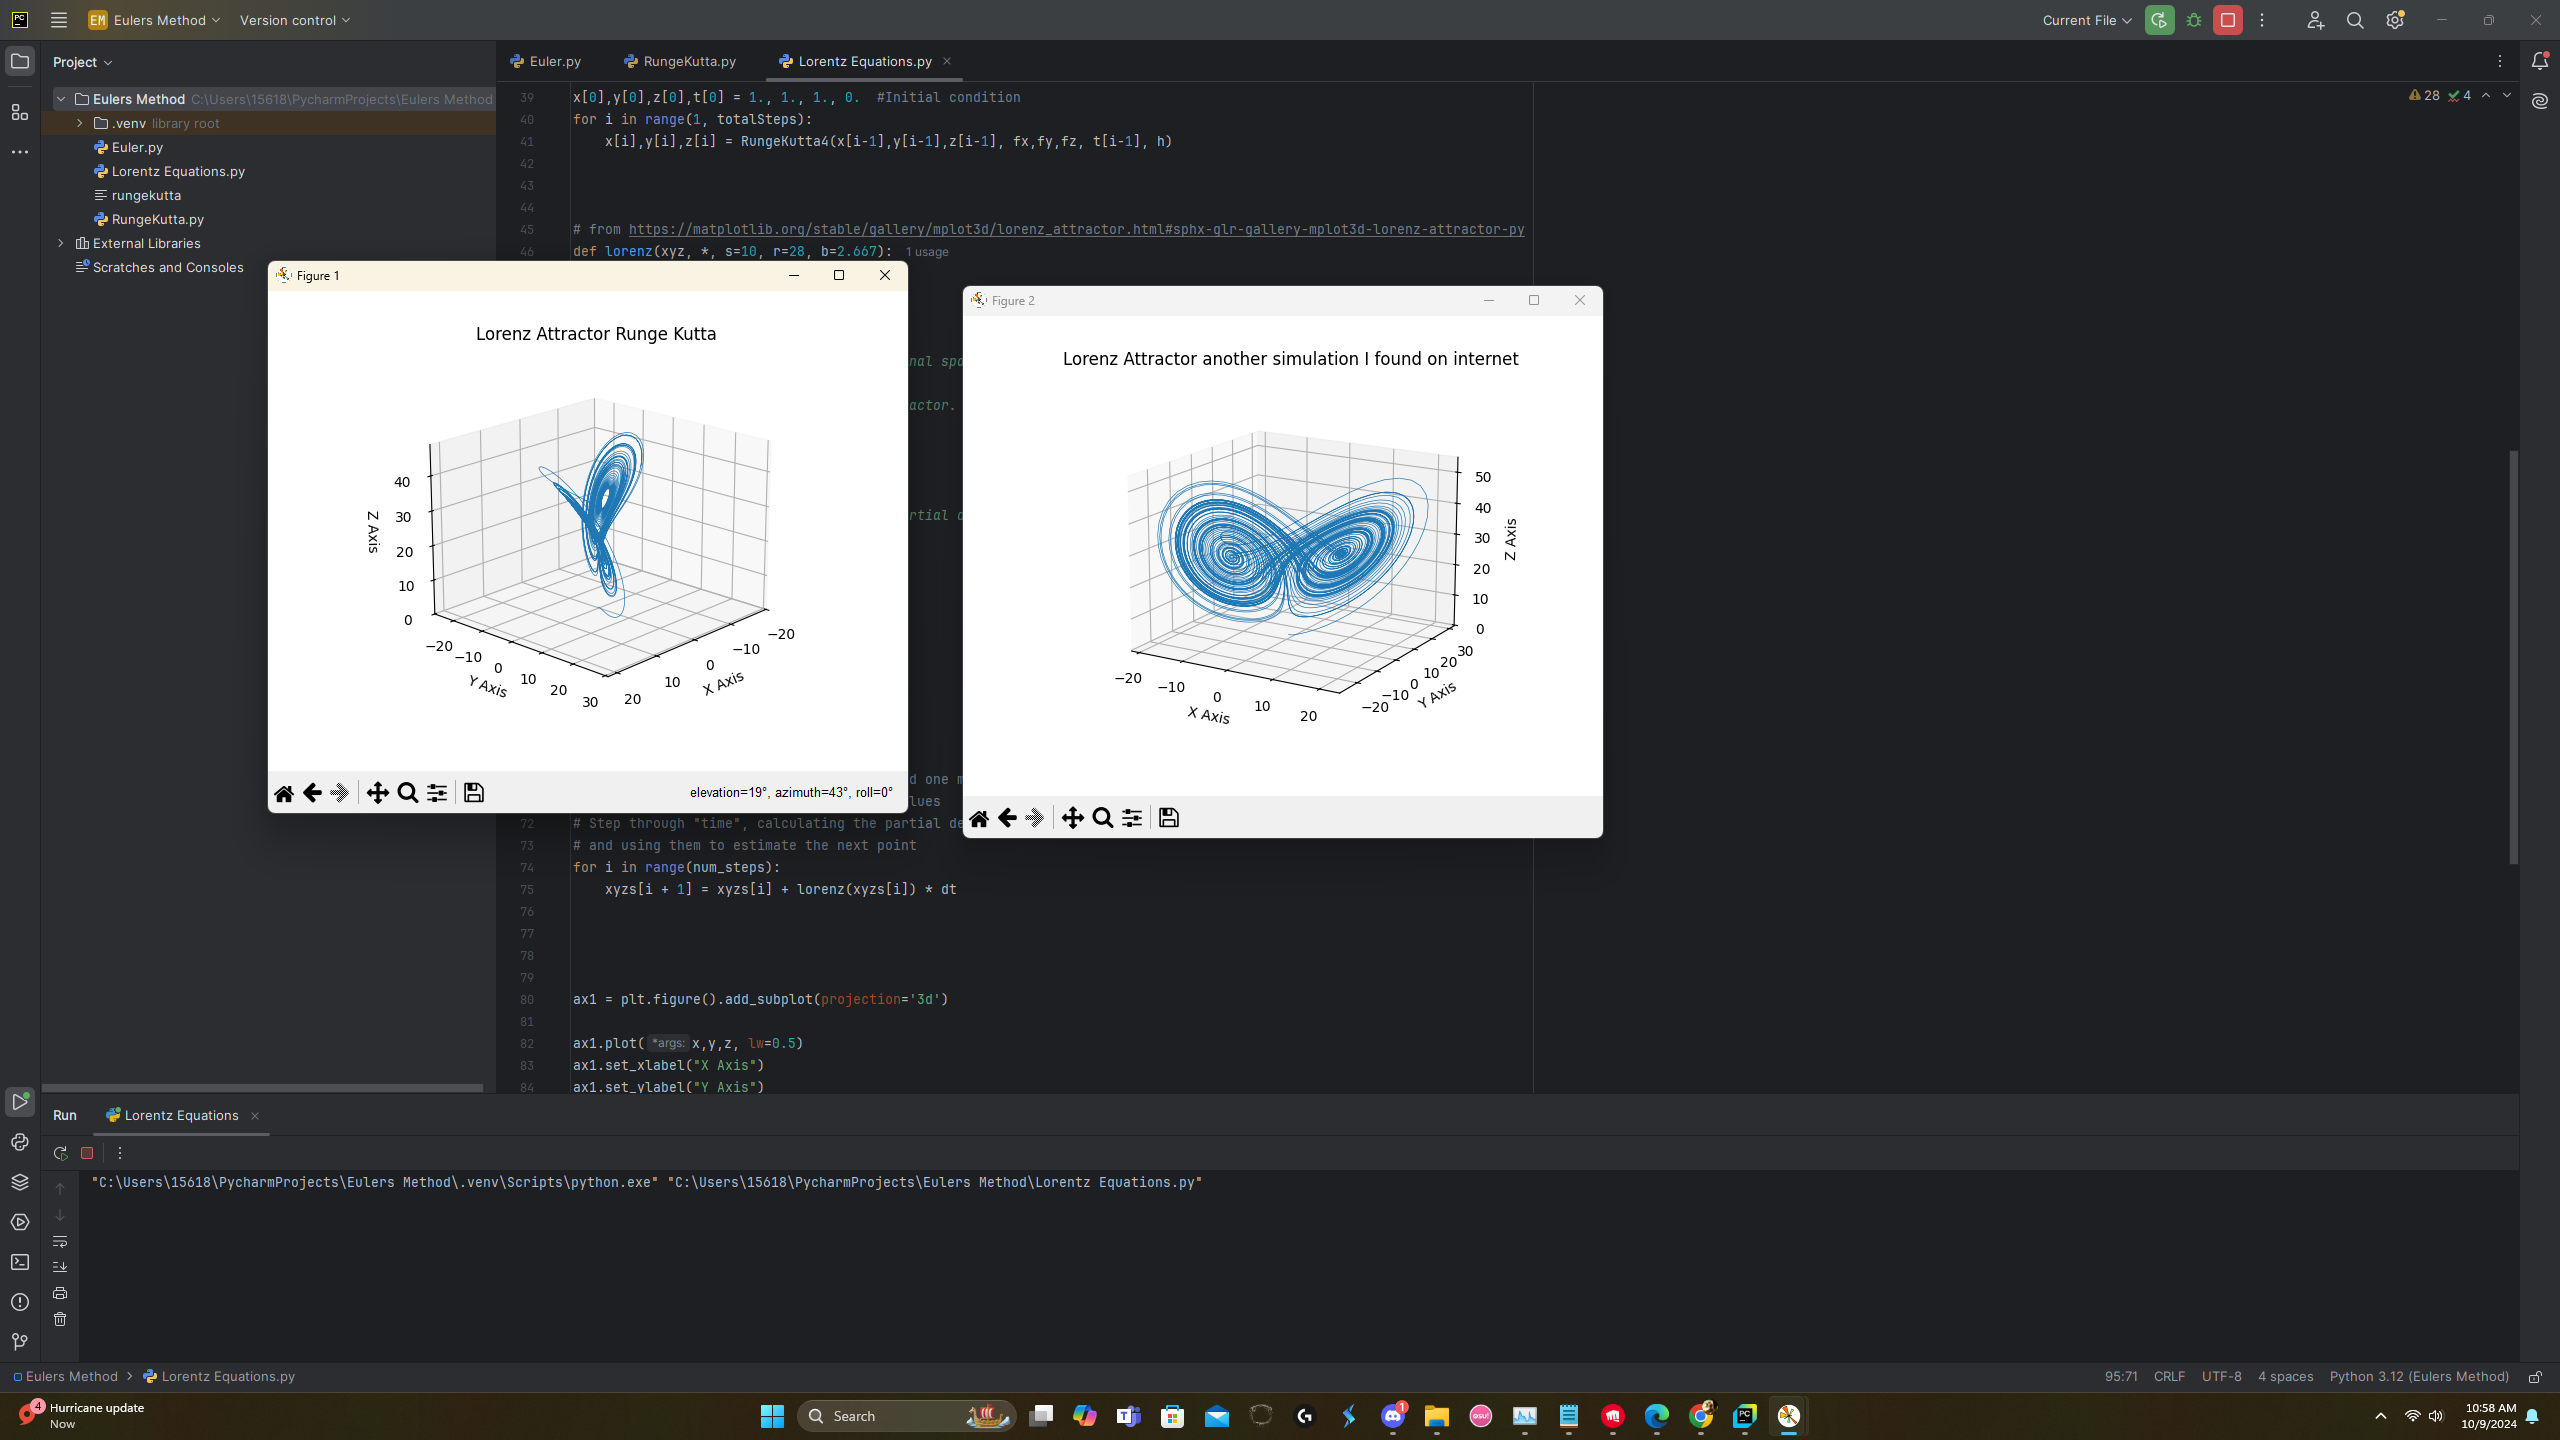 EM Eulers Method Version control Current File
Project
Euler.py RungeKutta.py Lorentz Equations.py
Eulers Method C:\Users\15618\PycharmProjects\Eulers Method
.venv library root
Euler.py
Lorentz Equations.py
rungekutta
RungeKutta.py
External Libraries
Scratches and Consoles
28 4
39 x[0],y[0],z[0],t[0] = 1., 1., 1., 0. #Initial condition
40 for i in range(1, totalSteps):
41 x[i],y[i],z[i] = RungeKutta4(x[i-1],y[i-1],z[i-1], fx,fy,fz, t[i-1], h)
42
43
44
45 # from https://matplotlib.org/stable/gallery/mplot3d/lorenz_attractor.html#sphx-glr-gallery-mplot3d-lorenz-attractor-py
46 def lorenz(xyz, *, s=10, r=28, b=2.667): 1 usage
Figure 1
Lorenz Attractor Runge Kutta
40
30
20
10
0
Z Axis
−20
−10
0
10
20
30
Y Axis
20
10
0
−10
−20
X Axis
elevation=19°, azimuth=43°, roll=0°
Figure 2
Lorenz Attractor another simulation I found on internet
50
40
30
20
10
0
Z Axis
−20
−10
0
10
20
X Axis
−20
−10
0
10
20
30
Y Axis
nal spa
actor.
rtial d
d one m
lues
72 # Step through "time", calculating the partial de
73 # and using them to estimate the next point
74 for i in range(num_steps):
75 xyzs[i + 1] = xyzs[i] + lorenz(xyzs[i]) * dt
76
77
78
79
80 ax1 = plt.figure().add_subplot(projection='3d')
81
82 ax1.plot( *args: x,y,z, lw=0.5)
83 ax1.set_xlabel("X Axis")
84 ax1.set_ylabel("Y Axis")
Run Lorentz Equations
"C:\Users\15618\PycharmProjects\Eulers Method\.venv\Scripts\python.exe" "C:\Users\15618\PycharmProjects\Eulers Method\Lorentz Equations.py"
Eulers Method > Lorentz Equations.py 95:71 CRLF UTF-8 4 spaces Python 3.12 (Eulers Method)
4 Hurricane update
Now
Search
1
10:58 AM
10/9/2024